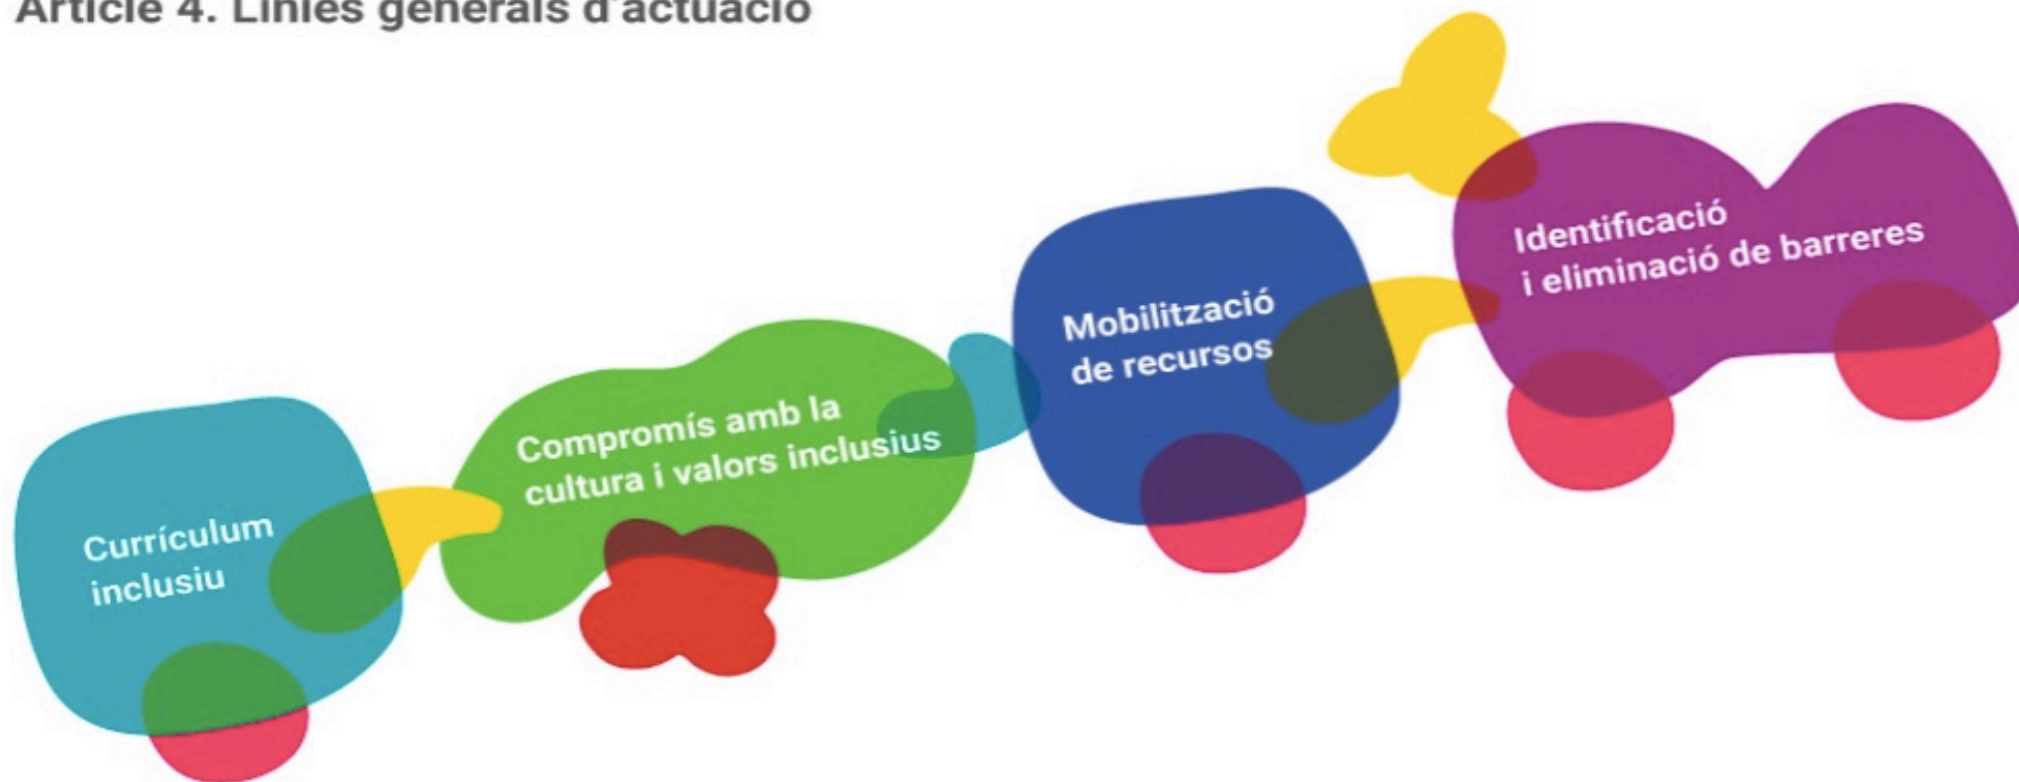 Article 4. Línies generals d'actuació
Identificació
i eliminació de barreres
Mobilització
de recursos
Compromís amb la
cultura i valors inclusius
Currículum
inclusiu